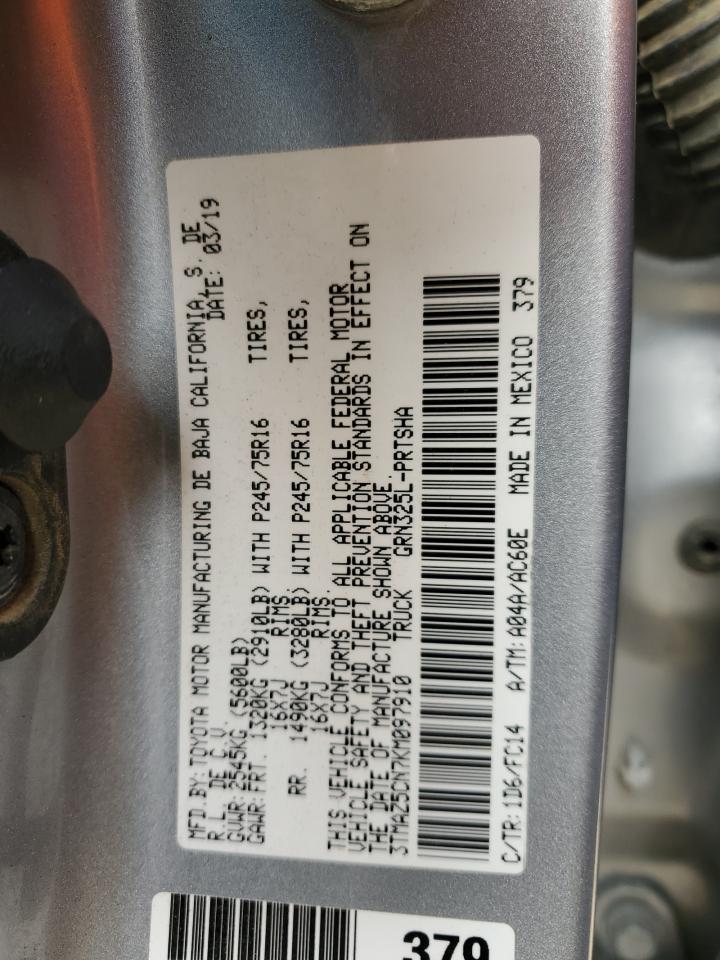 MFD.BY:TOYOTA MOTOR MANUFACTURING DE BAJA CALIFORNIA, S. DE
R.L. DE C.V. DATE: 03/19
GVWR:2545KG (5600LB)
GAWR:FRT. 1320KG (2910LB) WITH P245/75R16 TIRES,
16X7J RIMS.
RR. 1490KG (3280LB) WITH P245/75R16 TIRES,
16X7J RIMS.
THIS VEHICLE CONFORMS TO ALL APPLICABLE FEDERAL MOTOR
VEHICLE SAFETY AND THEFT PREVENTION STANDARDS IN EFFECT ON
THE DATE OF MANUFACTURE SHOWN ABOVE.
3TMAZ5CN7KM097910 TRUCK GRN325L-PRTSHA
C/TR:1D6/FC14 A/TM:A04A/AC60E MADE IN MEXICO 379
379